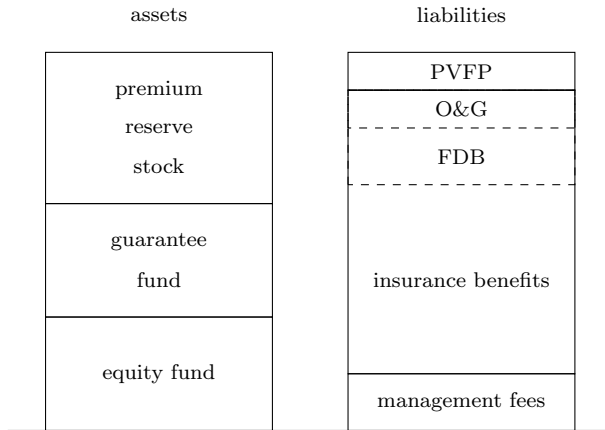 assets
liabilities
premium
reserve
stock
guarantee
fund
equity fund
PVFP
O&G
FDB
insurance benefits
management fees